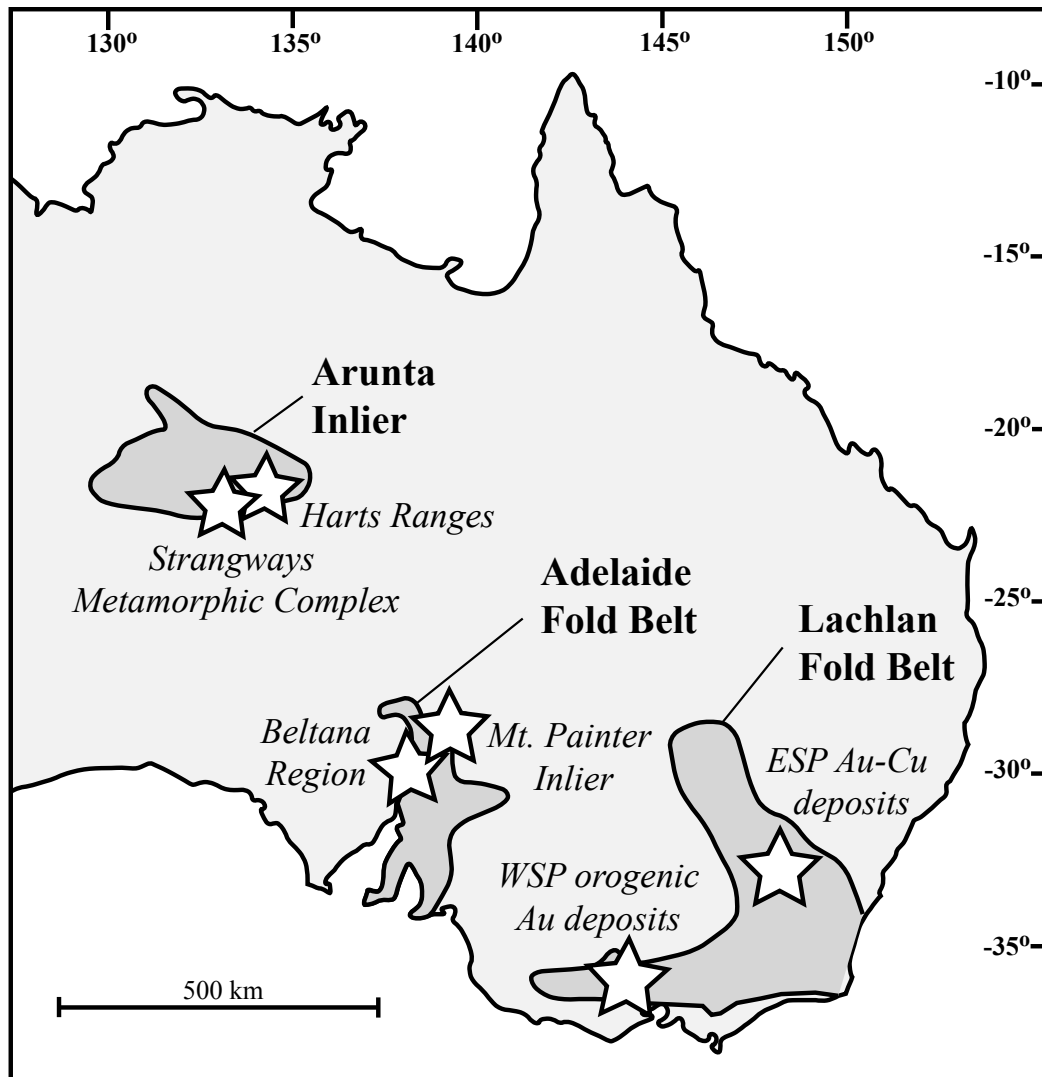 130º 135º 140º 145º 150º
-10º
-15º
Arunta
Inlier
-20º
Harts Ranges
Strangways
Metamorphic Complex
-25º
Adelaide
Fold Belt
Lachlan
Fold Belt
Beltana
Region
Mt. Painter
Inlier
ESP Au-Cu
deposits
-30º
WSP orogenic
Au deposits
-35º
500 km